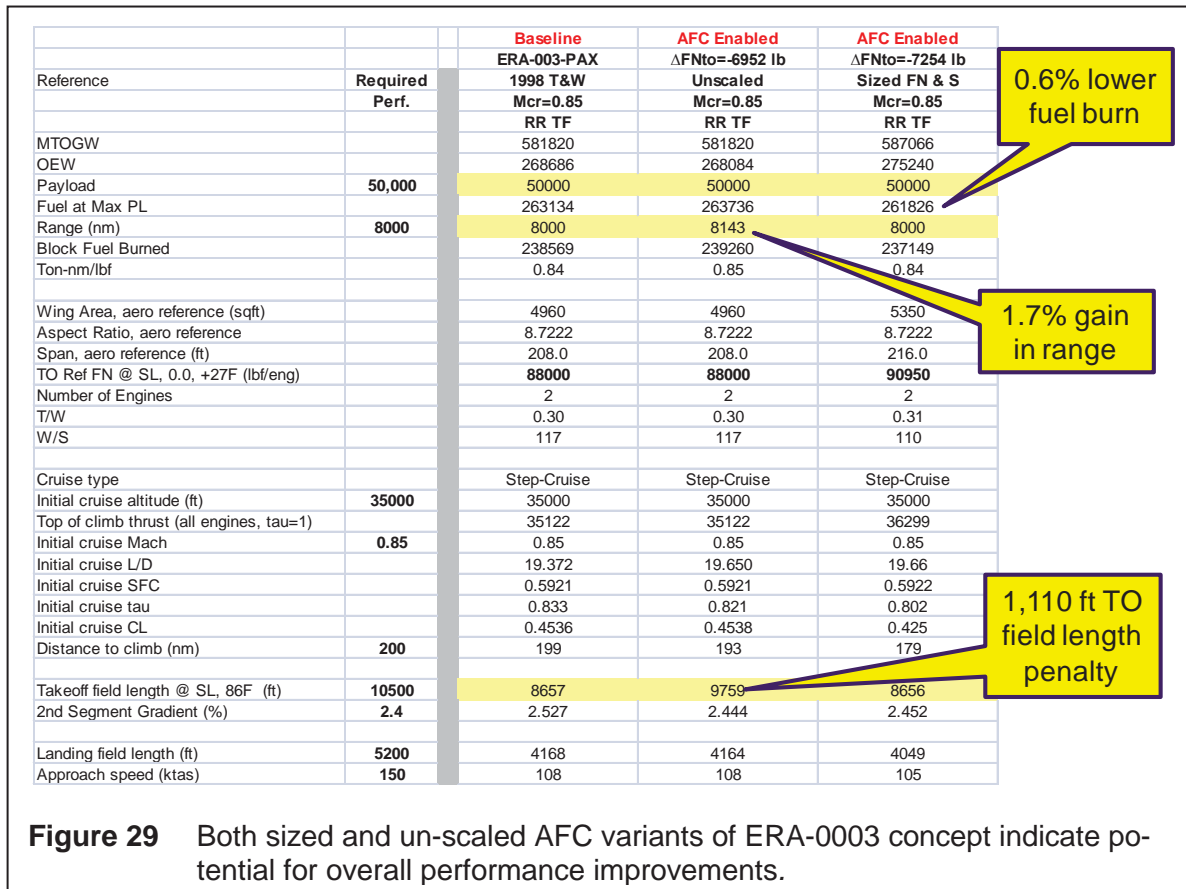 Baseline AFC Enabled AFC Enabled
ERA-003-PAX ΔFNto=-6952 lb ΔFNto=-7254 lb
Reference Required 1998 T&W Unscaled Sized FN & S
Perf. Mcr=0.85 Mcr=0.85 Mcr=0.85
RR TF RR TF RR TF
MTOGW 581820 581820 587066
OEW 268686 268084 275240
Payload 50,000 50000 50000 50000
Fuel at Max PL 263134 263736 261826
Range (nm) 8000 8000 8143 8000
Block Fuel Burned 238569 239260 237149
Ton-nm/lbf 0.84 0.85 0.84
Wing Area, aero reference (sqft) 4960 4960 5350
Aspect Ratio, aero reference 8.7222 8.7222 8.7222
Span, aero reference (ft) 208.0 208.0 216.0
TO Ref FN @ SL, 0.0, +27F (lbf/eng) 88000 88000 90950
Number of Engines 2 2 2
T/W 0.30 0.30 0.31
W/S 117 117 110
Cruise type Step-Cruise Step-Cruise Step-Cruise
Initial cruise altitude (ft) 35000 35000 35000 35000
Top of climb thrust (all engines, tau=1) 35122 35122 36299
Initial cruise Mach 0.85 0.85 0.85 0.85
Initial cruise L/D 19.372 19.650 19.66
Initial cruise SFC 0.5921 0.5921 0.5922
Initial cruise tau 0.833 0.821 0.802
Initial cruise CL 0.4536 0.4538 0.425
Distance to climb (nm) 200 199 193 179
Takeoff field length @ SL, 86F (ft) 10500 8657 9759 8656
2nd Segment Gradient (%) 2.4 2.527 2.444 2.452
Landing field length (ft) 5200 4168 4164 4049
Approach speed (ktas) 150 108 108 105
0.6% lower
fuel burn
1.7% gain
in range
1,110 ft TO
field length
penalty
Figure 29 Both sized and un-scaled AFC variants of ERA-0003 concept indicate po-
tential for overall performance improvements.